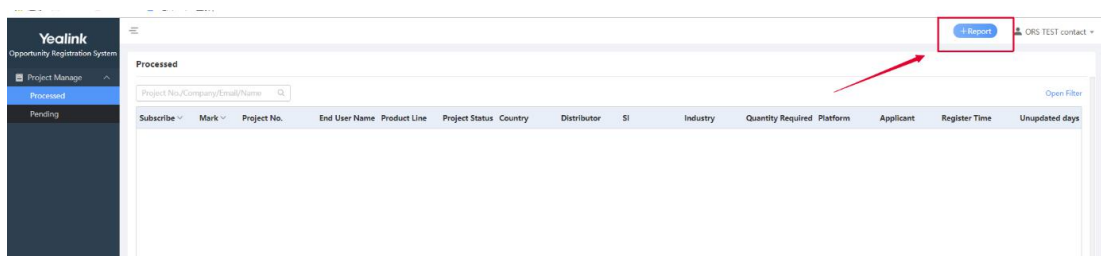 Yealink
Opportunity Registration System
Project Manage
Processed
Pending
+Report
ORS TEST contact
Processed
Project No./Company/Email/Name
Open Filter
Subscribe Mark Project No. End User Name Product Line Project Status Country Distributor SI Industry Quantity Required Platform Applicant Register Time Unupdated days